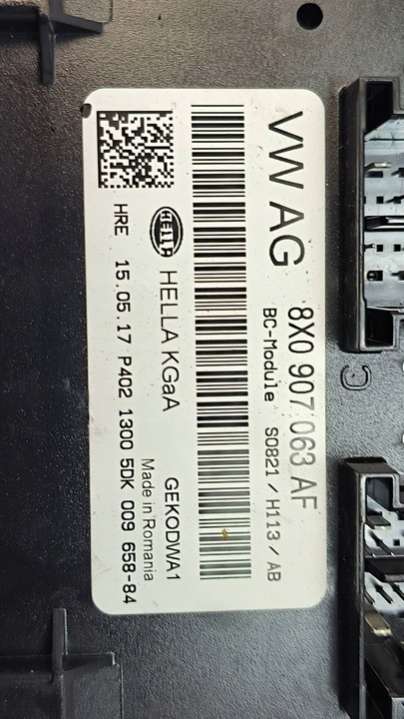 VW AG
8X0 907 063 AF
BC-Module S0821 / H113 / AB
HELLA
HELLA KGaA
GEKODWA1
Made in Romania
HRE 15.05.17 P402 1300 5DK 009 658-84
C